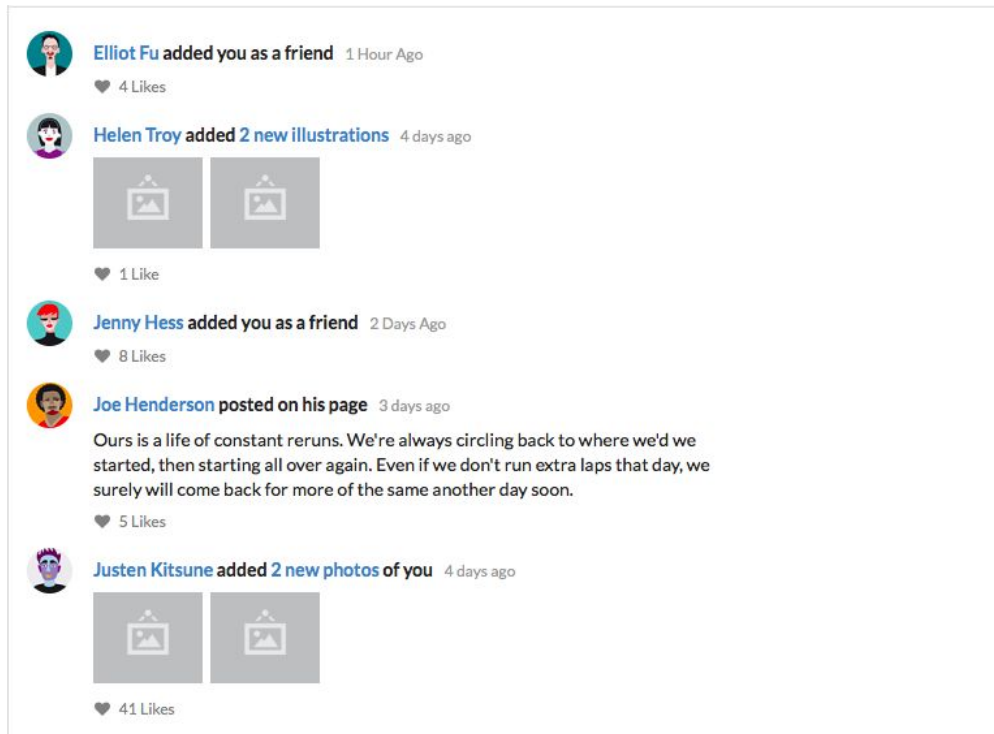 Elliot Fu added you as a friend 1 Hour Ago
4 Likes
Helen Troy added 2 new illustrations 4 days ago
1 Like
Jenny Hess added you as a friend 2 Days Ago
8 Likes
Joe Henderson posted on his page 3 days ago
Ours is a life of constant reruns. We're always circling back to where we'd we
started, then starting all over again. Even if we don't run extra laps that day, we
surely will come back for more of the same another day soon.
5 Likes
Justen Kitsune added 2 new photos of you 4 days ago
41 Likes